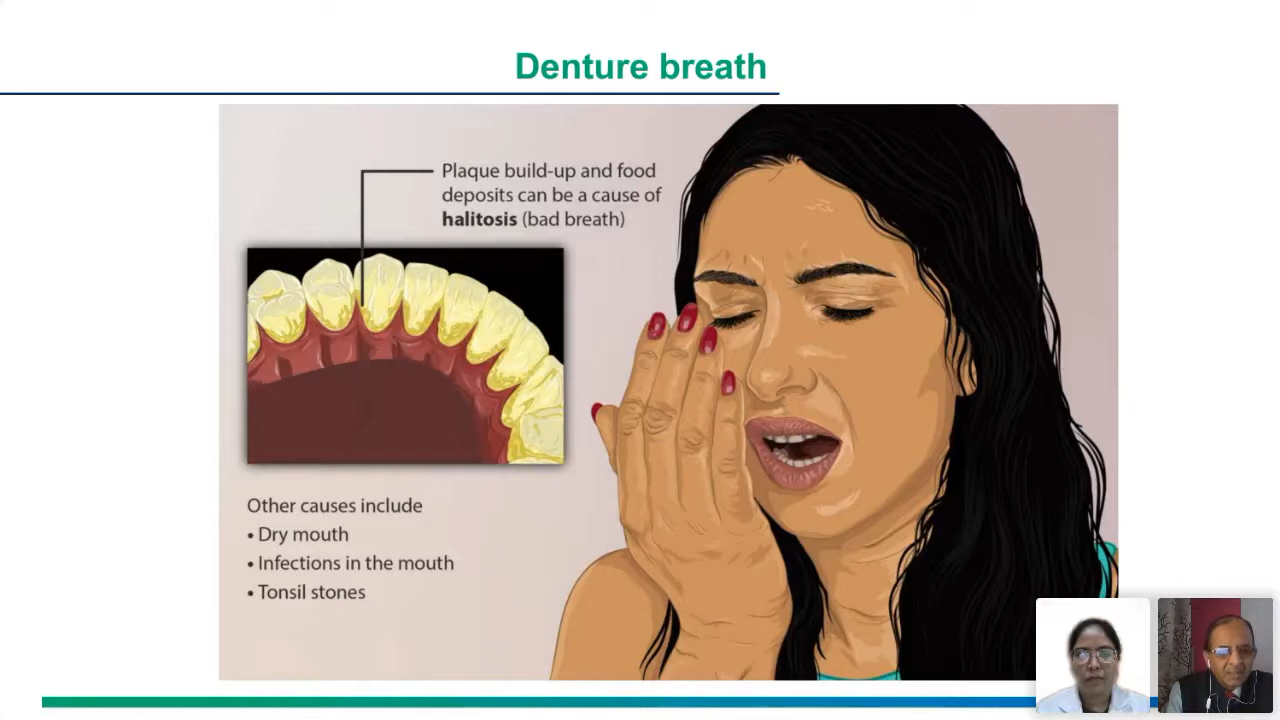 Denture breath
Plaque build-up and food
deposits can be a cause of
halitosis (bad breath)
Other causes include
• Dry mouth
• Infections in the mouth
• Tonsil stones